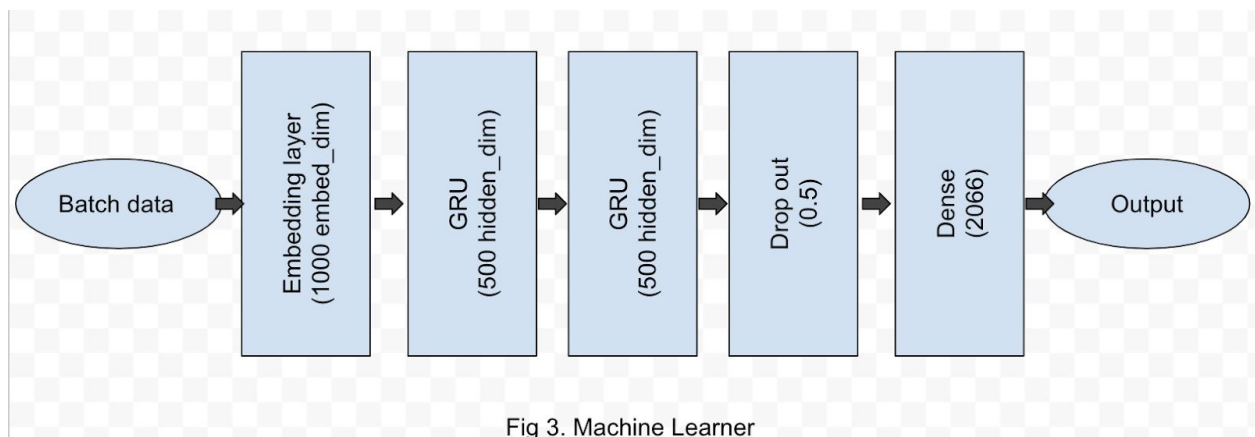 Batch data
Embedding layer
(1000 embed_dim)
GRU
(500 hidden_dim)
GRU
(500 hidden_dim)
Drop out
(0.5)
Dense
(2066)
Output
Fig 3. Machine Learner